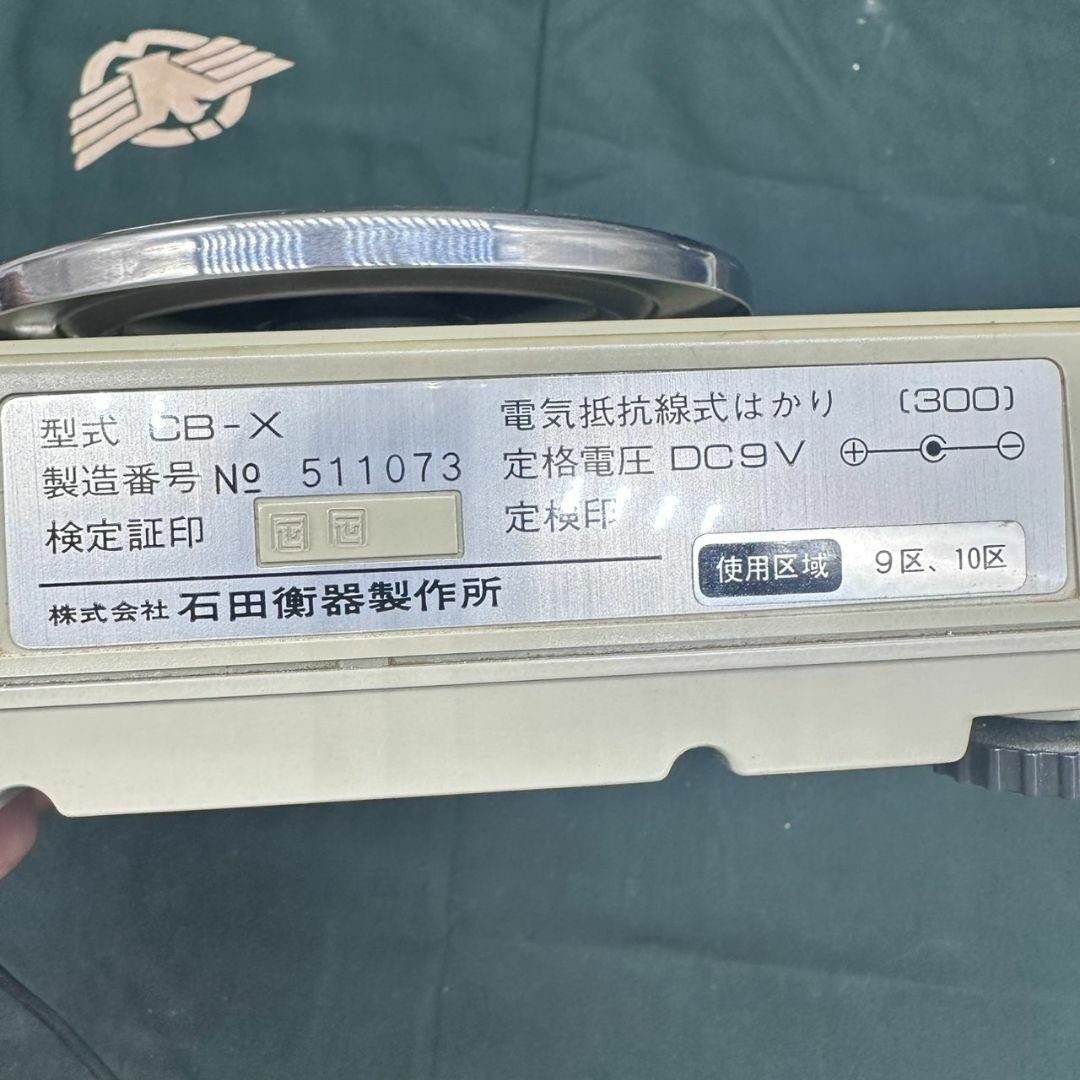 型式 CB-X
製造番号 Nº 511073
検定証印
株式会社 石田衡器製作所
電気抵抗線式はかり 〔300〕
定格電圧 DC9V ⊕ ⊖
定検印
使用区域 9区、10区